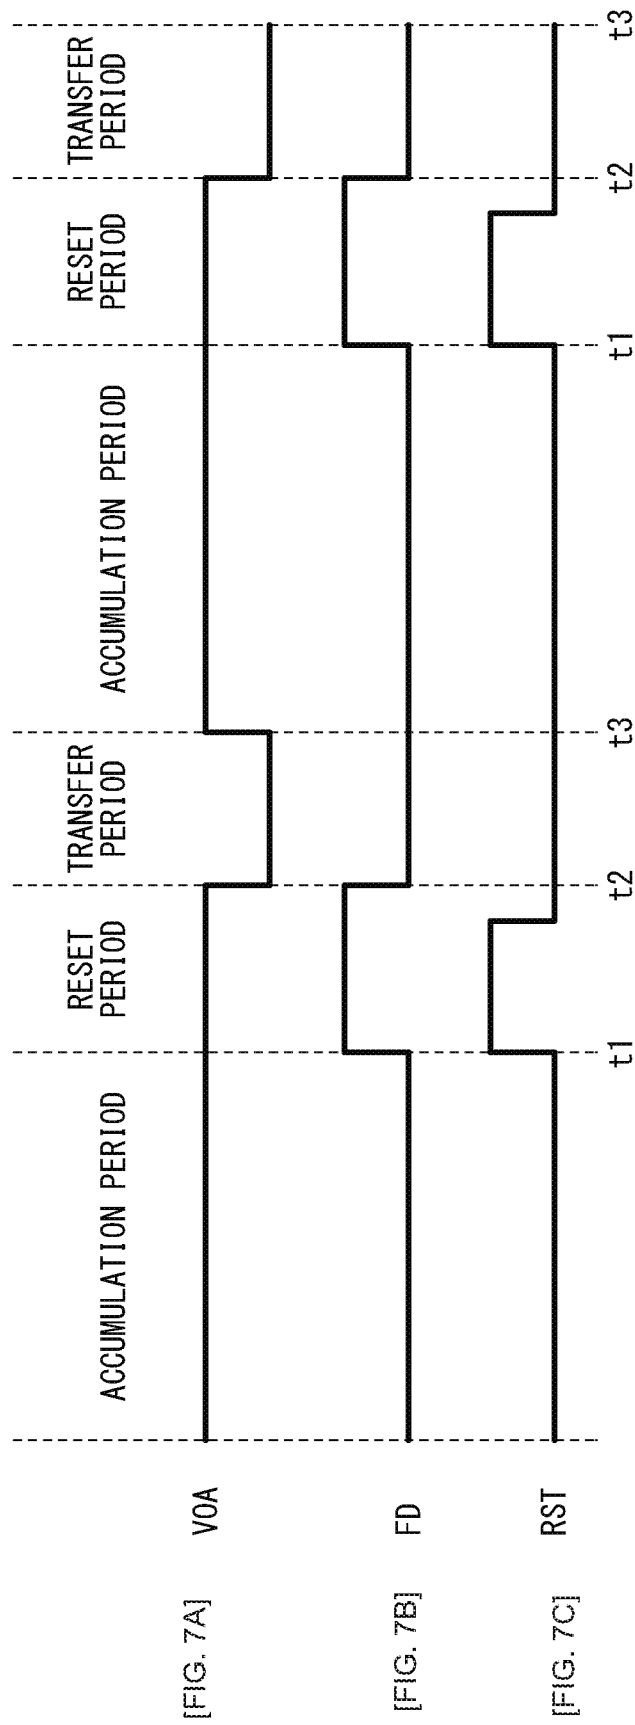 ACCUMULATION PERIOD
RESET
PERIOD
TRANSFER
PERIOD
ACCUMULATION PERIOD
RESET
PERIOD
TRANSFER
PERIOD
[FIG. 7A] VOA
[FIG. 7B] FD
[FIG. 7C] RST
t1 t2 t3 t1 t2 t3